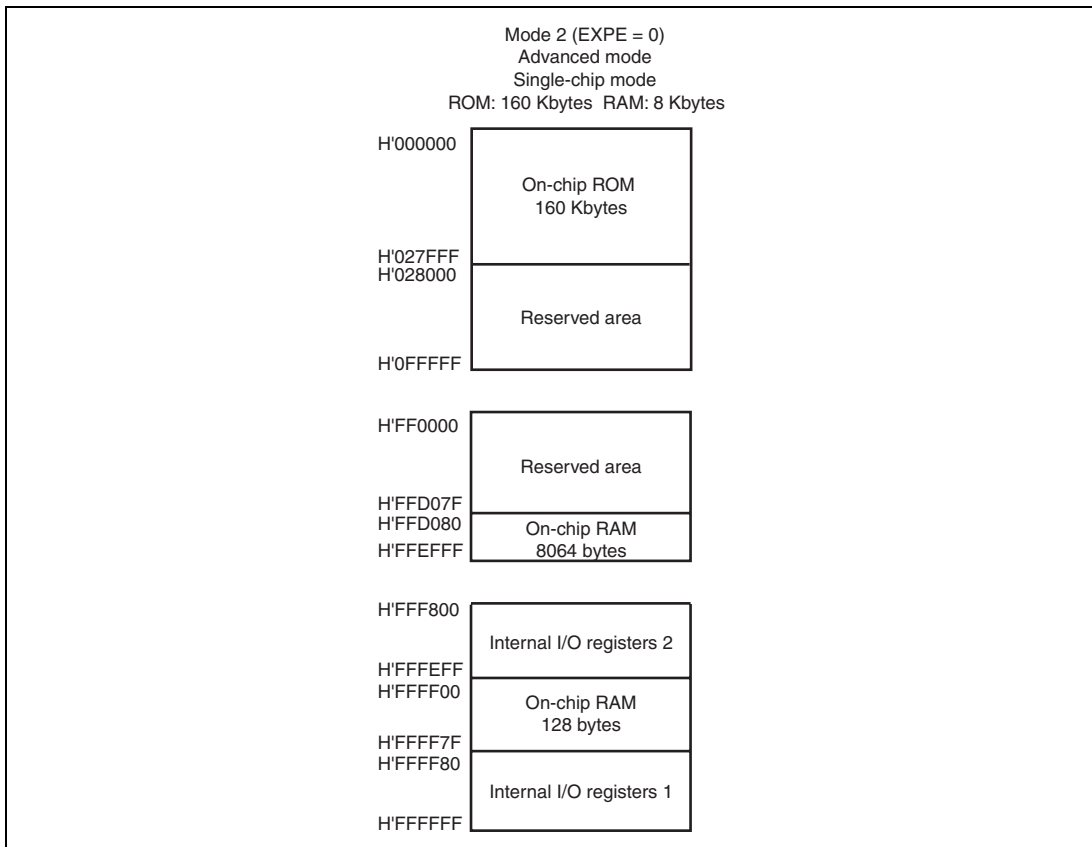 Mode 2 (EXPE = 0)
Advanced mode
Single-chip mode
ROM: 160 Kbytes RAM: 8 Kbytes
H'000000
On-chip ROM
160 Kbytes
H'027FFF
H'028000
Reserved area
H'0FFFFF
H'FF0000
Reserved area
H'FFD07F
H'FFD080
On-chip RAM
8064 bytes
H'FFEFFF
H'FFF800
Internal I/O registers 2
H'FFFEFF
H'FFFF00
On-chip RAM
128 bytes
H'FFFF7F
H'FFFF80
Internal I/O registers 1
H'FFFFFF